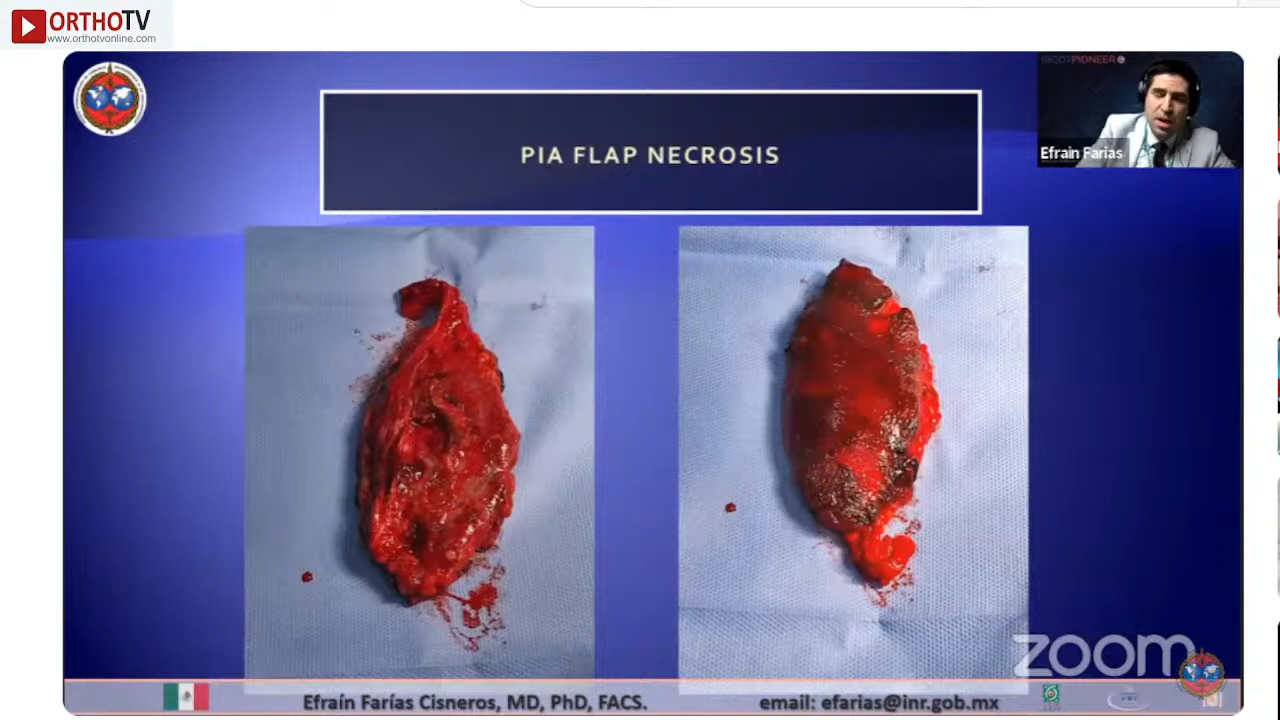 ORTHOTV
www.orthotvonline.com
PIONEER
Efrain Farias
PIA FLAP NECROSIS
zoom
Efraín Farías Cisneros, MD, PhD, FACS.
email: efarias@inr.gob.mx